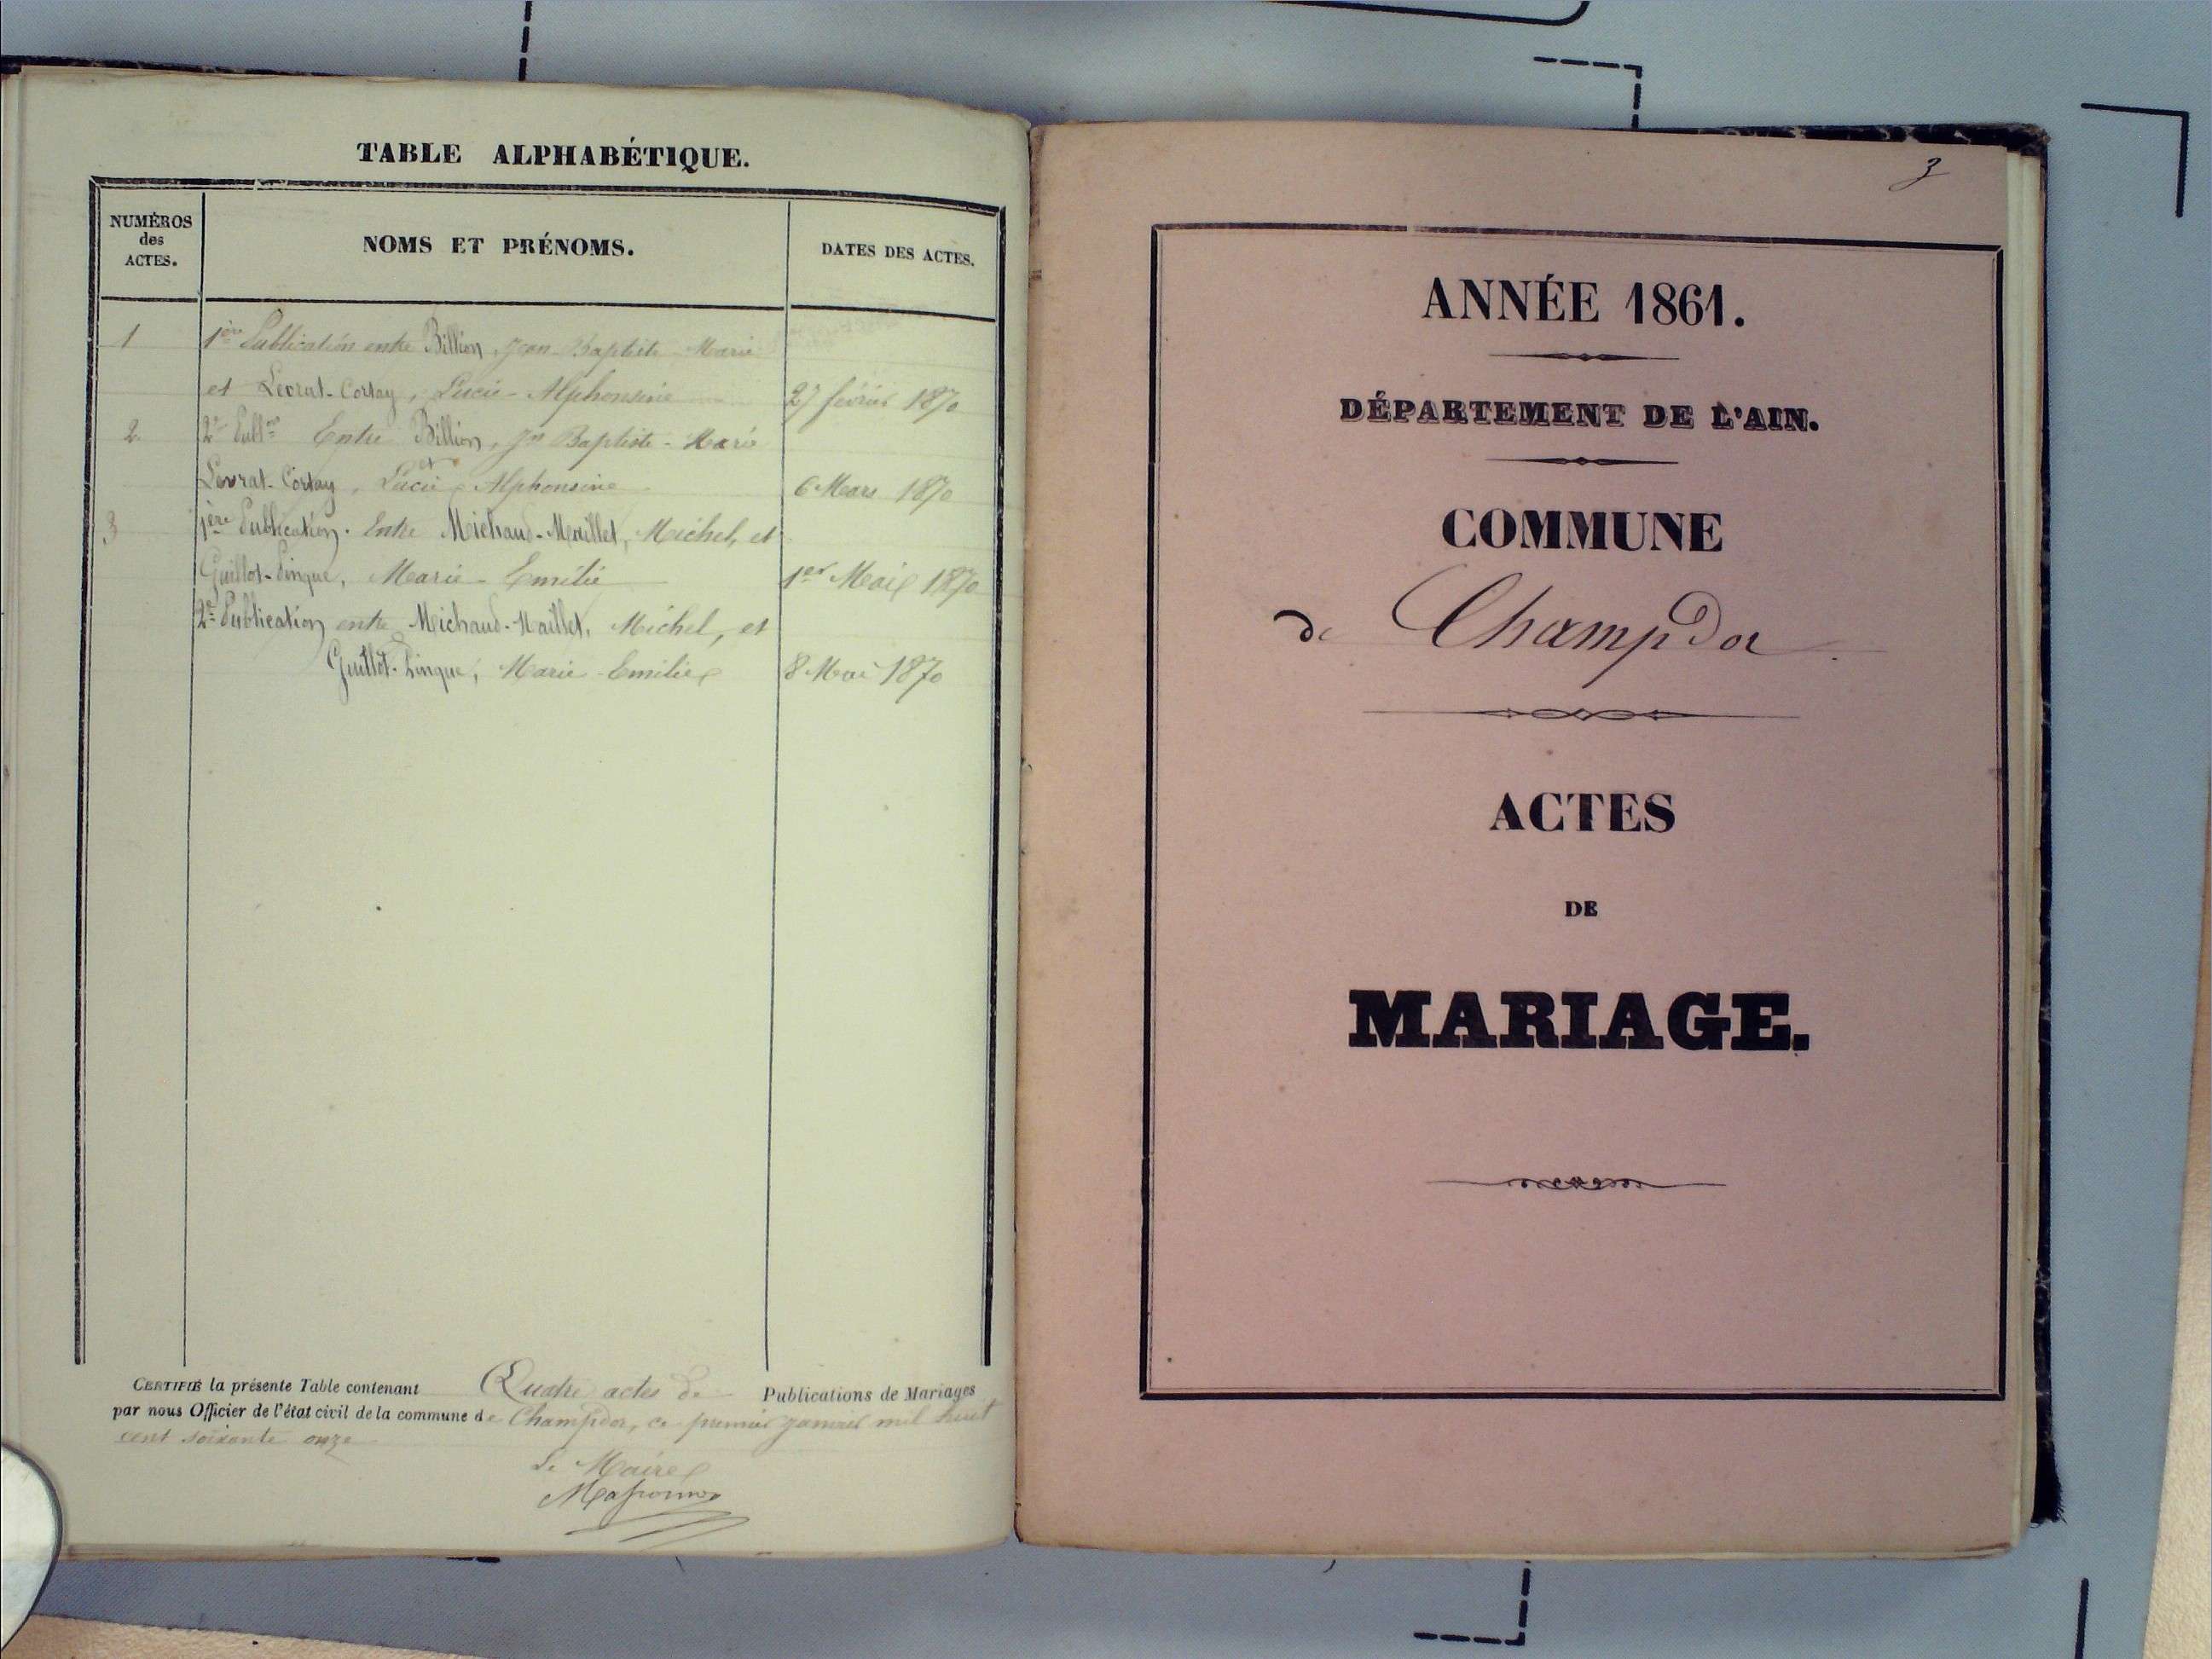 TABLE ALPHABÉTIQUE.
NUMÉROS
des
ACTES.
NOMS ET PRÉNOMS.
DATES DES ACTES.
1 1ère Publication entre Billion, Jean-Baptiste-Marie
et Levrat-Cortay, Lucie-Alphonsine 27 février 1870
2 2e Publon Entre Billion, Jn Baptiste-Marie
et
Levrat-Cortay, Lucie Alphonsine 6 Mars 1870
3 1ère Publication. Entre Michaud-Maillet, Michel, et
Guillot-Pingue, Marie-Emilie 1er Mai 1870
2e Publication entre Michaud-Maillet, Michel, et
Guillot-Pingue, Marie-Emilie 8 Mai 1870
CERTIFIÉ la présente Table contenant Quatre actes de Publications de Mariages
par nous Officier de l'état civil de la commune de Champdor, ce premier janvier mil huit
cent soixante onze
Le Maire
3
ANNÉE 1861.
DÉPARTEMENT DE L'AIN.
COMMUNE
de Champdor
ACTES
DE
MARIAGE.